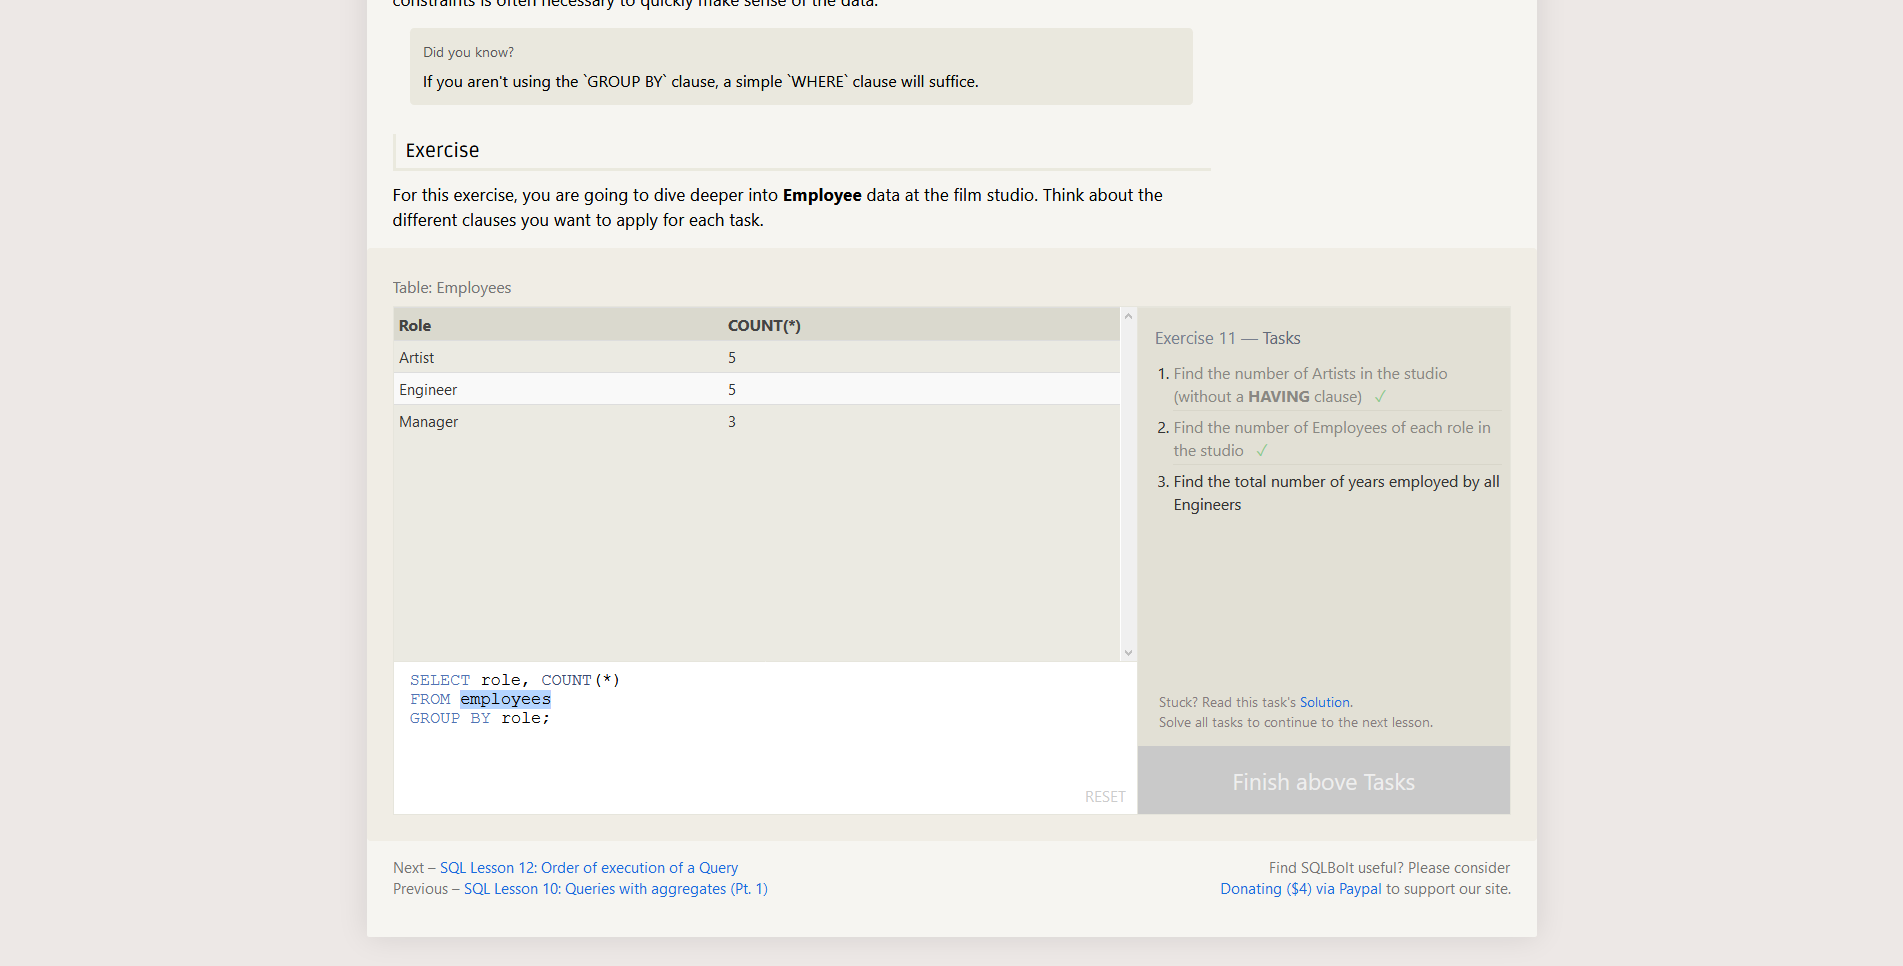 constraints is often necessary to quickly make sense of the data.
Did you know?
If you aren't using the `GROUP BY` clause, a simple `WHERE` clause will suffice.
Exercise
For this exercise, you are going to dive deeper into Employee data at the film studio. Think about the
different clauses you want to apply for each task.
Table: Employees
Role COUNT(*)
Artist 5
Engineer 5
Manager 3
SELECT role, COUNT(*)
FROM employees
GROUP BY role;
RESET
Exercise 11 — Tasks
1. Find the number of Artists in the studio
(without a HAVING clause) ✓
2. Find the number of Employees of each role in
the studio ✓
3. Find the total number of years employed by all
Engineers
Stuck? Read this task's Solution.
Solve all tasks to continue to the next lesson.
Finish above Tasks
Next – SQL Lesson 12: Order of execution of a Query
Previous – SQL Lesson 10: Queries with aggregates (Pt. 1)
Find SQLBolt useful? Please consider
Donating ($4) via Paypal to support our site.